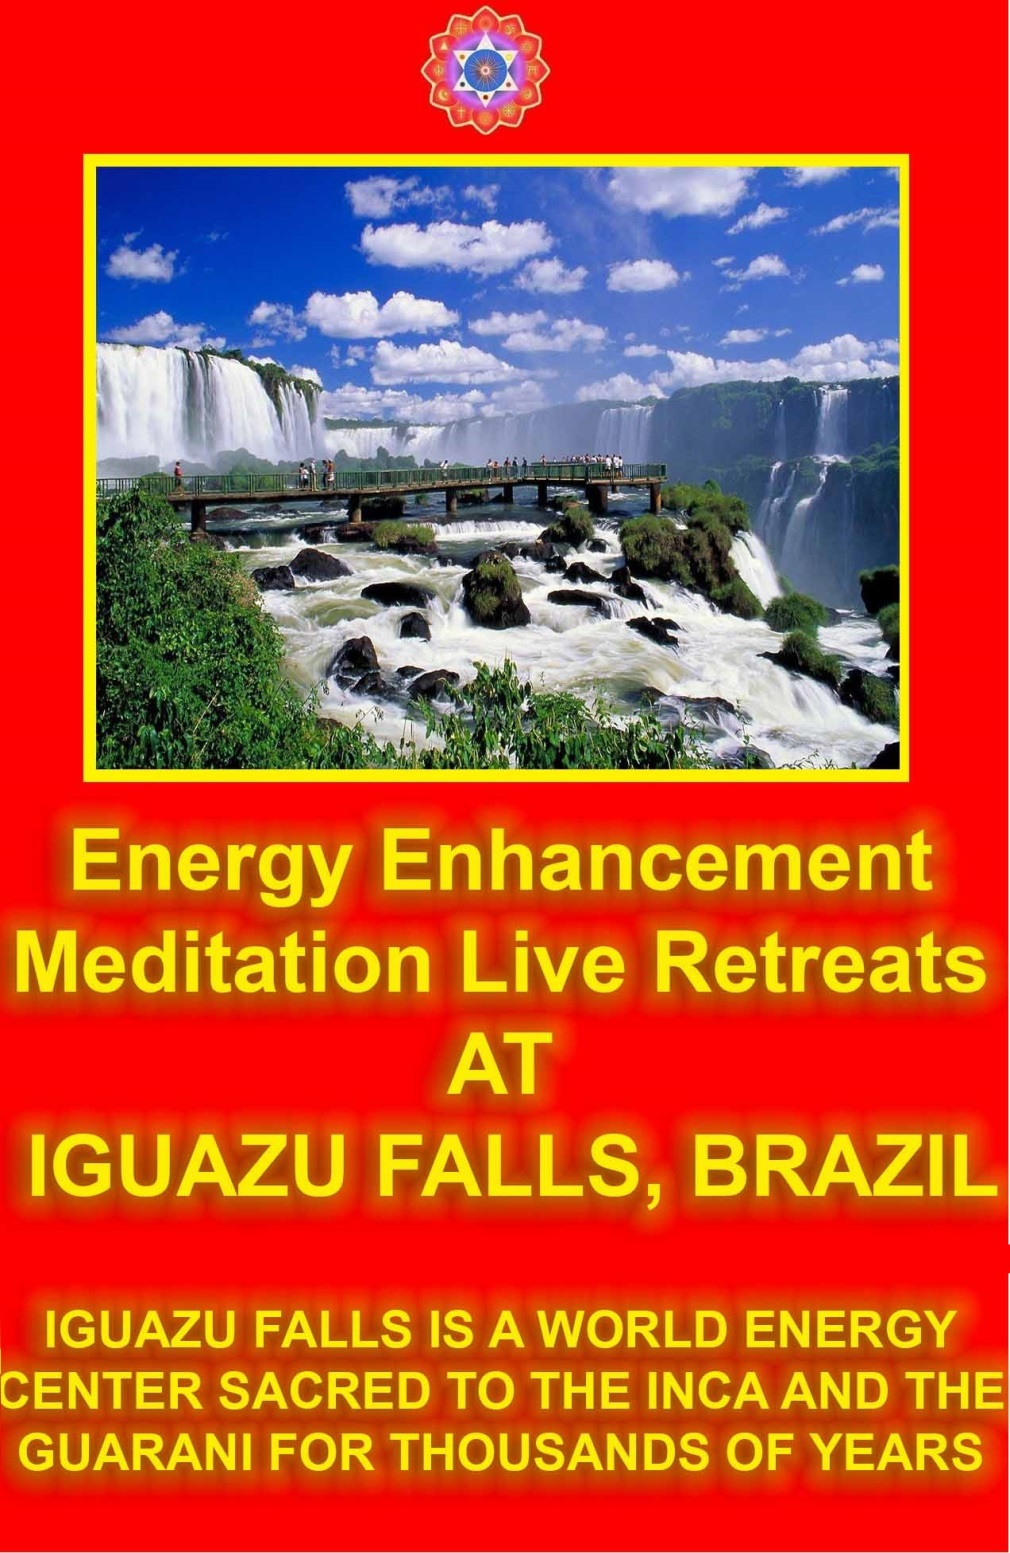 Energy Enhancement
Meditation Live Retreats
AT
IGUAZU FALLS, BRAZIL
IGUAZU FALLS IS A WORLD ENERGY
CENTER SACRED TO THE INCA AND THE
GUARANI FOR THOUSANDS OF YEARS